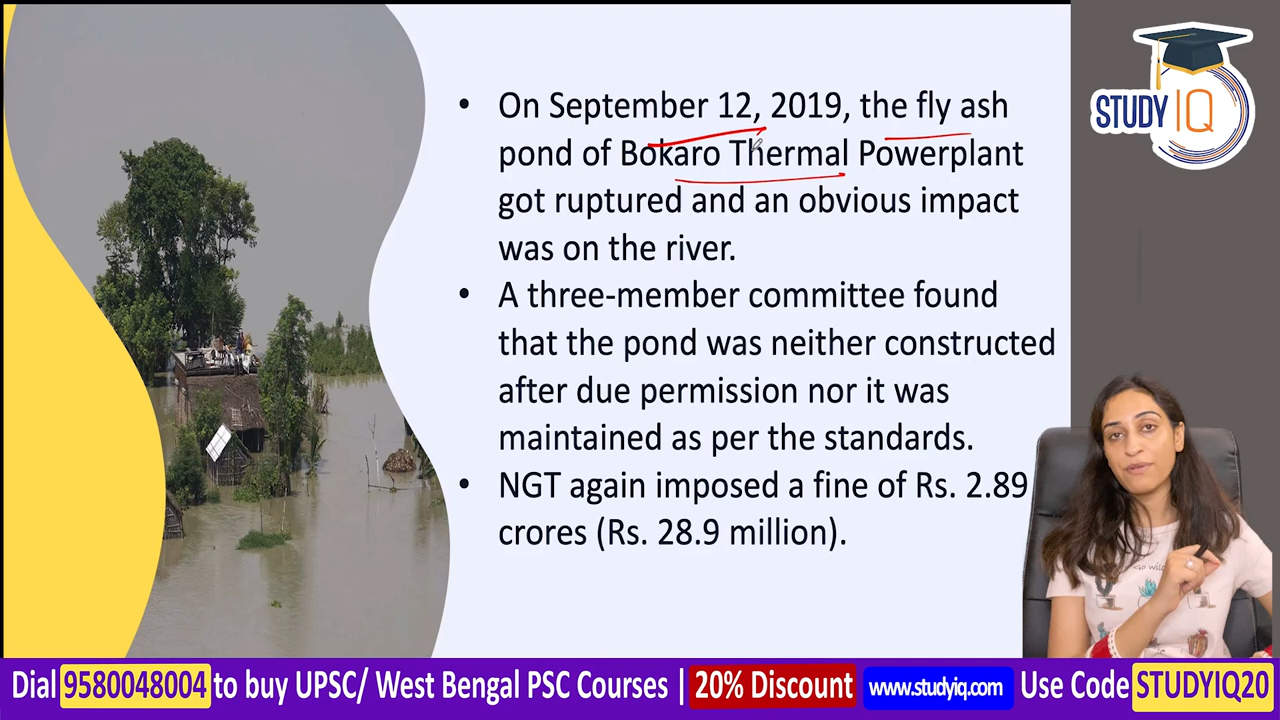 • On September 12, 2019, the fly ash
pond of Bokaro Thermal Powerplant
got ruptured and an obvious impact
was on the river.
• A three-member committee found
that the pond was neither constructed
after due permission nor it was
maintained as per the standards.
• NGT again imposed a fine of Rs. 2.89
crores (Rs. 28.9 million).
STUDY IQ
Dial 9580048004 to buy UPSC/ West Bengal PSC Courses | 20% Discount www.studyiq.com Use Code STUDYIQ20